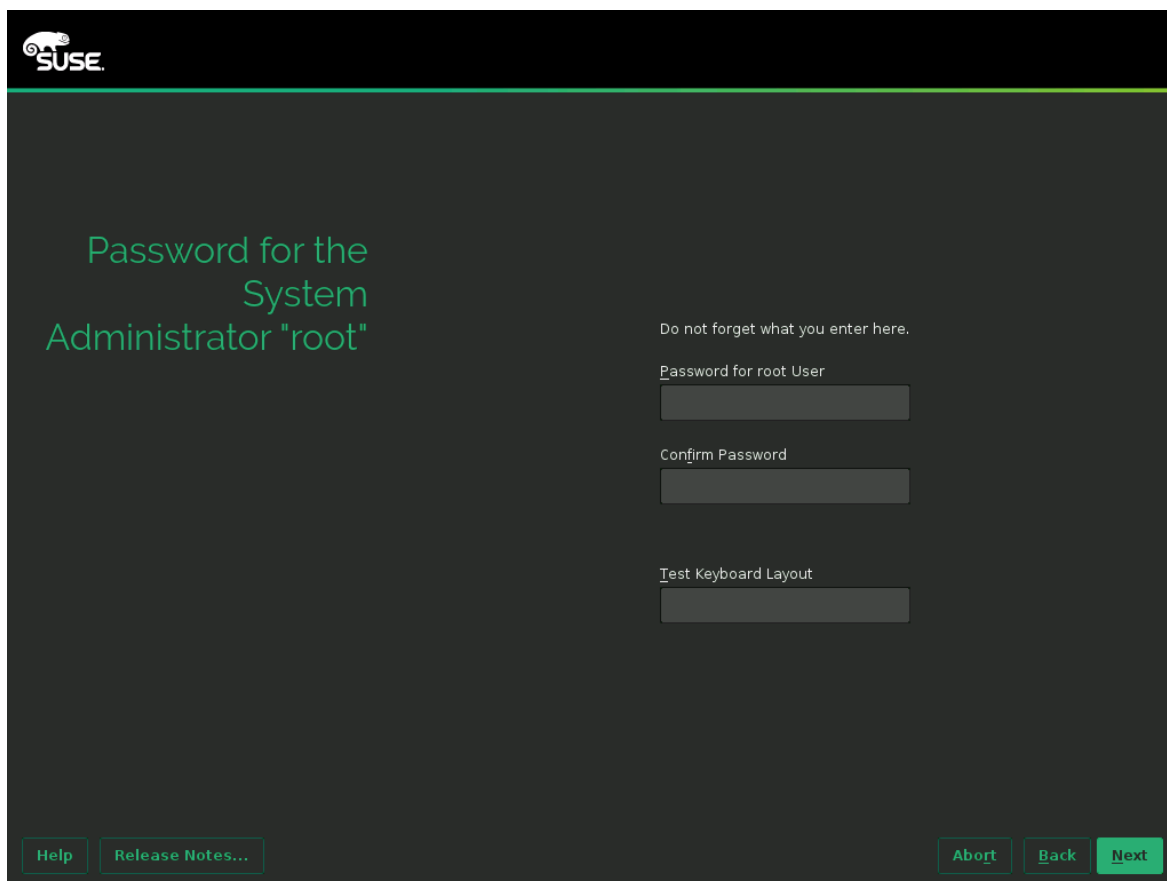 SUSE.
Password for the
System
Administrator "root"
Do not forget what you enter here.
Password for root User
Confirm Password
Test Keyboard Layout
Help
Release Notes...
Abort
Back
Next